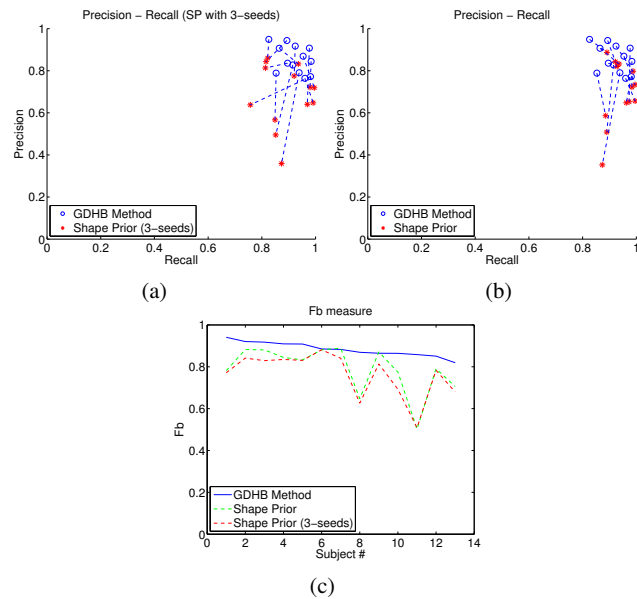 Precision − Recall (SP with 3−seeds)
1
0.8
0.6
0.4
0.2
0
Precision
GDHB Method
Shape Prior (3−seeds)
0 0.2 0.4 0.6 0.8 1
Recall
(a)
Precision − Recall
1
0.8
0.6
0.4
0.2
0
Precision
GDHB Method
Shape Prior
0 0.2 0.4 0.6 0.8 1
Recall
(b)
Fb measure
1
0.8
0.6
0.4
0.2
0
Fb
GDHB Method
Shape Prior
Shape Prior (3−seeds)
0 2 4 6 8 10 12 14
Subject #
(c)